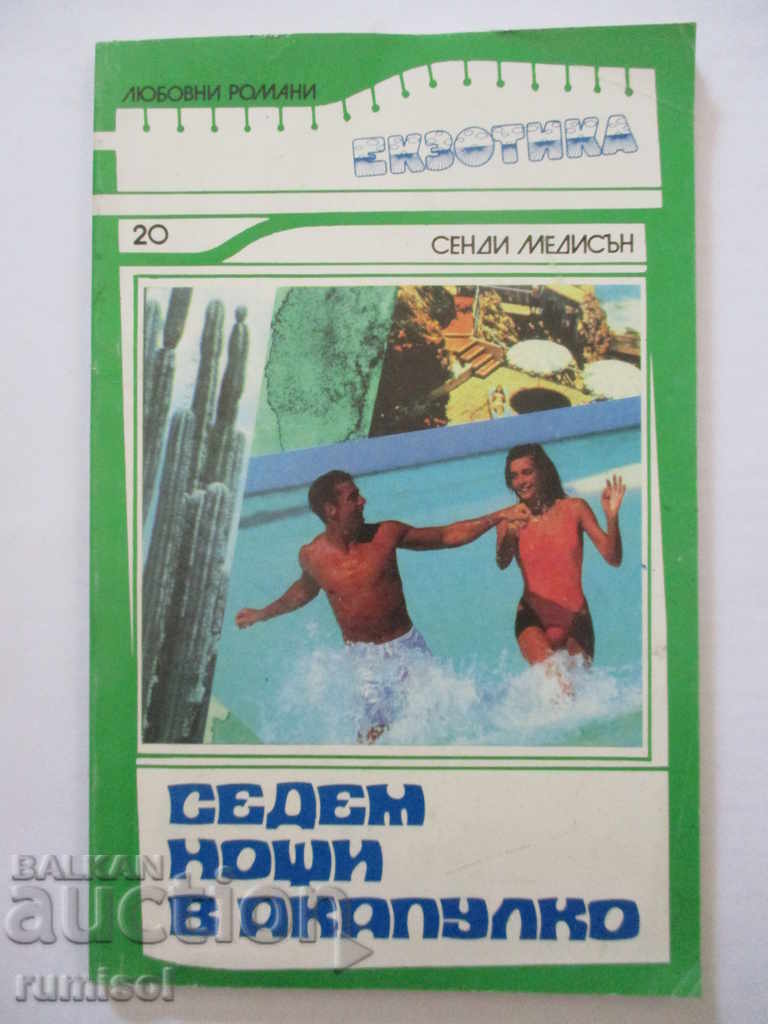 ЛЮБОВНИ РОМАНИ
ЕКЗОТИКА
20
СЕНДИ МЕДИСЪН
СЕДЕМ
НОЩИ
В АКАПУЛКО
BALKAN
auction
rumisol